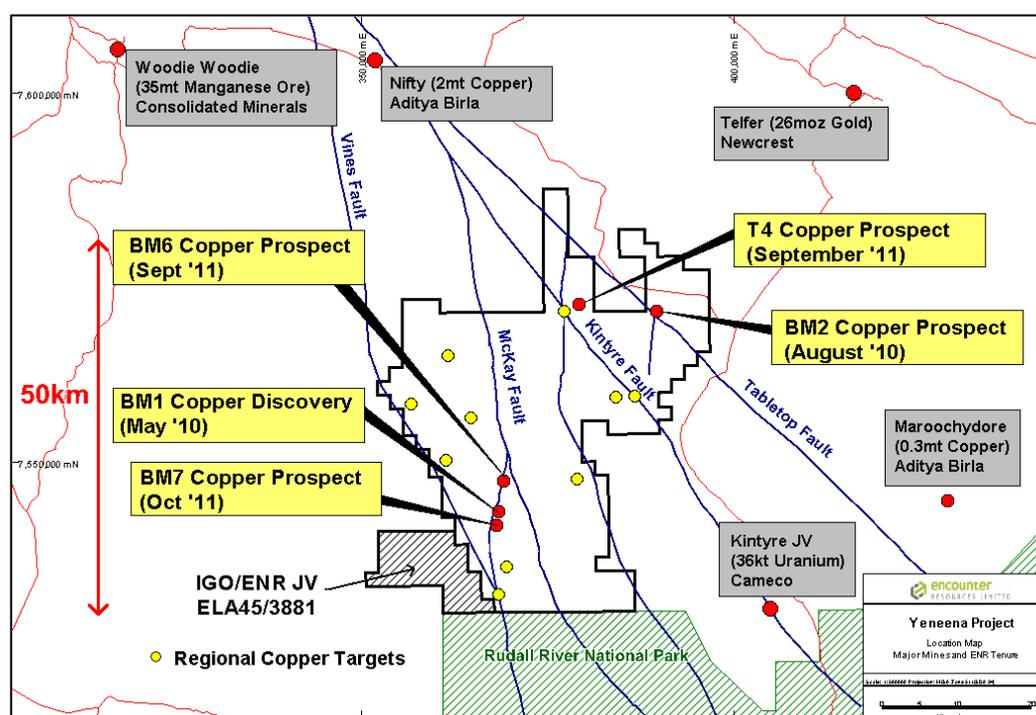 350,000 m E
400,000 m E
7,600,000 mN
7,550,000 mN
Woodie Woodie
(35mt Manganese Ore)
Consolidated Minerals
Nifty (2mt Copper)
Aditya Birla
Telfer (26moz Gold)
Newcrest
Vines Fault
BM6 Copper Prospect
(Sept '11)
T4 Copper Prospect
(September '11)
BM2 Copper Prospect
(August '10)
McKay Fault
Kintyre Fault
Tabletop Fault
50km
BM1 Copper Discovery
(May '10)
BM7 Copper Prospect
(Oct '11)
Maroochydore
(0.3mt Copper)
Aditya Birla
Kintyre JV
(36kt Uranium)
Cameco
IGO/ENR JV
ELA45/3881
Regional Copper Targets
Rudall River National Park
encounter
RESOURCES LIMITED
Yeneena Project
Location Map
Major Mines and ENR Tenure
0
5
10
20